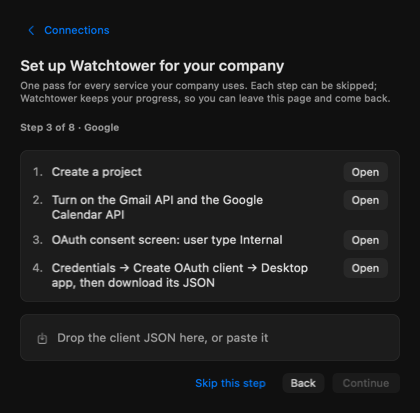 Connections
Set up Watchtower for your company
One pass for every service your company uses. Each step can be skipped;
Watchtower keeps your progress, so you can leave this page and come back.
Step 3 of 8 · Google
1. Create a project Open
2. Turn on the Gmail API and the Google Open
Calendar API
3. OAuth consent screen: user type Internal Open
4. Credentials → Create OAuth client → Desktop Open
app, then download its JSON
Drop the client JSON here, or paste it
Skip this step Back Continue